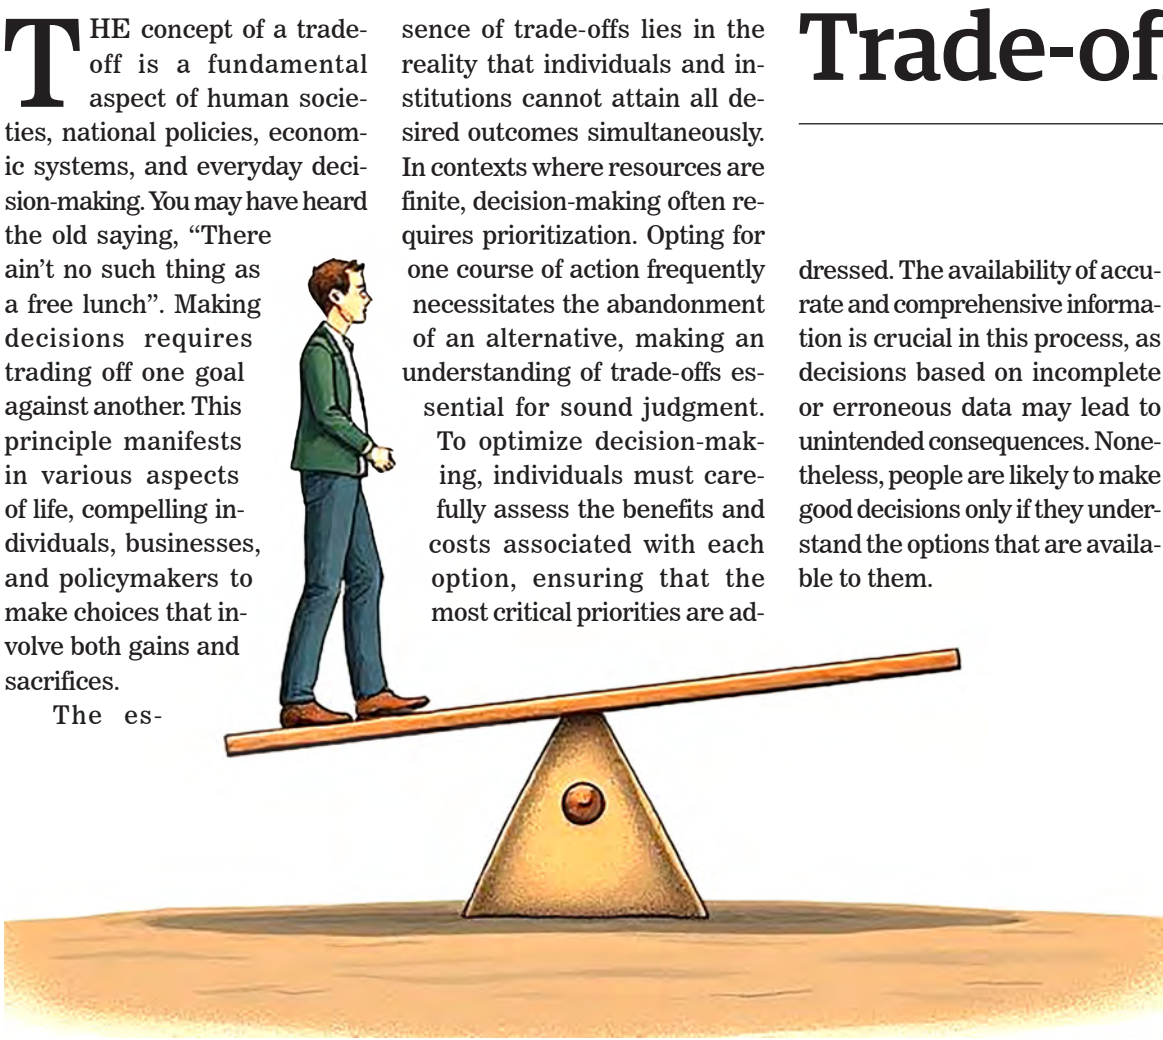 THE concept of a trade-
off is a fundamental
aspect of human socie-
ties, national policies, econom-
ic systems, and everyday deci-
sion-making. You may have heard
the old saying, “There
ain’t no such thing as
a free lunch”. Making
decisions requires
trading off one goal
against another. This
principle manifests
in various aspects
of life, compelling in-
dividuals, businesses,
and policymakers to
make choices that in-
volve both gains and
sacrifices.
The es-
sence of trade-offs lies in the
reality that individuals and in-
stitutions cannot attain all de-
sired outcomes simultaneously.
In contexts where resources are
finite, decision-making often re-
quires prioritization. Opting for
one course of action frequently
necessitates the abandonment
of an alternative, making an
understanding of trade-offs es-
sential for sound judgment.
To optimize decision-mak-
ing, individuals must care-
fully assess the benefits and
costs associated with each
option, ensuring that the
most critical priorities are ad-
Trade-of
dressed. The availability of accu-
rate and comprehensive informa-
tion is crucial in this process, as
decisions based on incomplete
or erroneous data may lead to
unintended consequences. None-
theless, people are likely to make
good decisions only if they under-
stand the options that are availa-
ble to them.